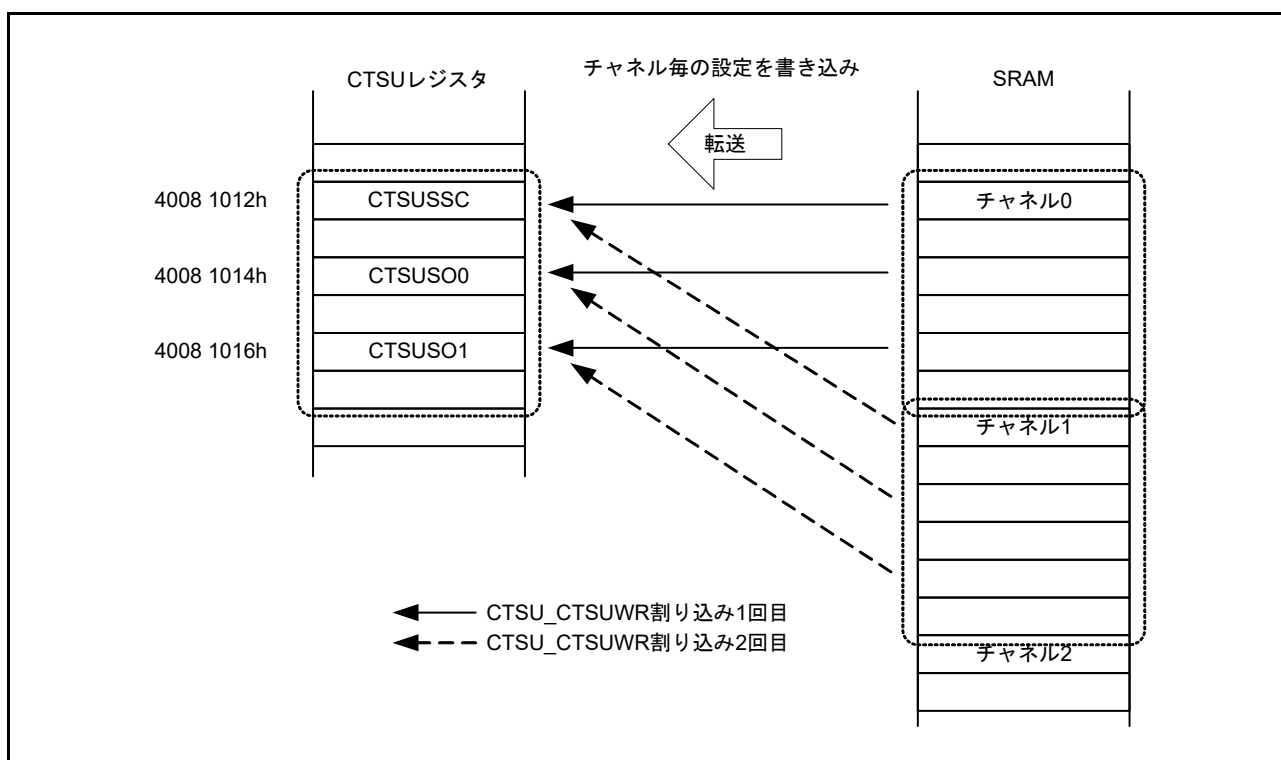 チャネル毎の設定を書き込み
CTSUレジスタ
SRAM
転送
4008 1012h
CTSUSSC
チャネル0
4008 1014h
CTSUSO0
4008 1016h
CTSUSO1
チャネル1
CTSU_CTSUWR割り込み1回目
CTSU_CTSUWR割り込み2回目
チャネル2